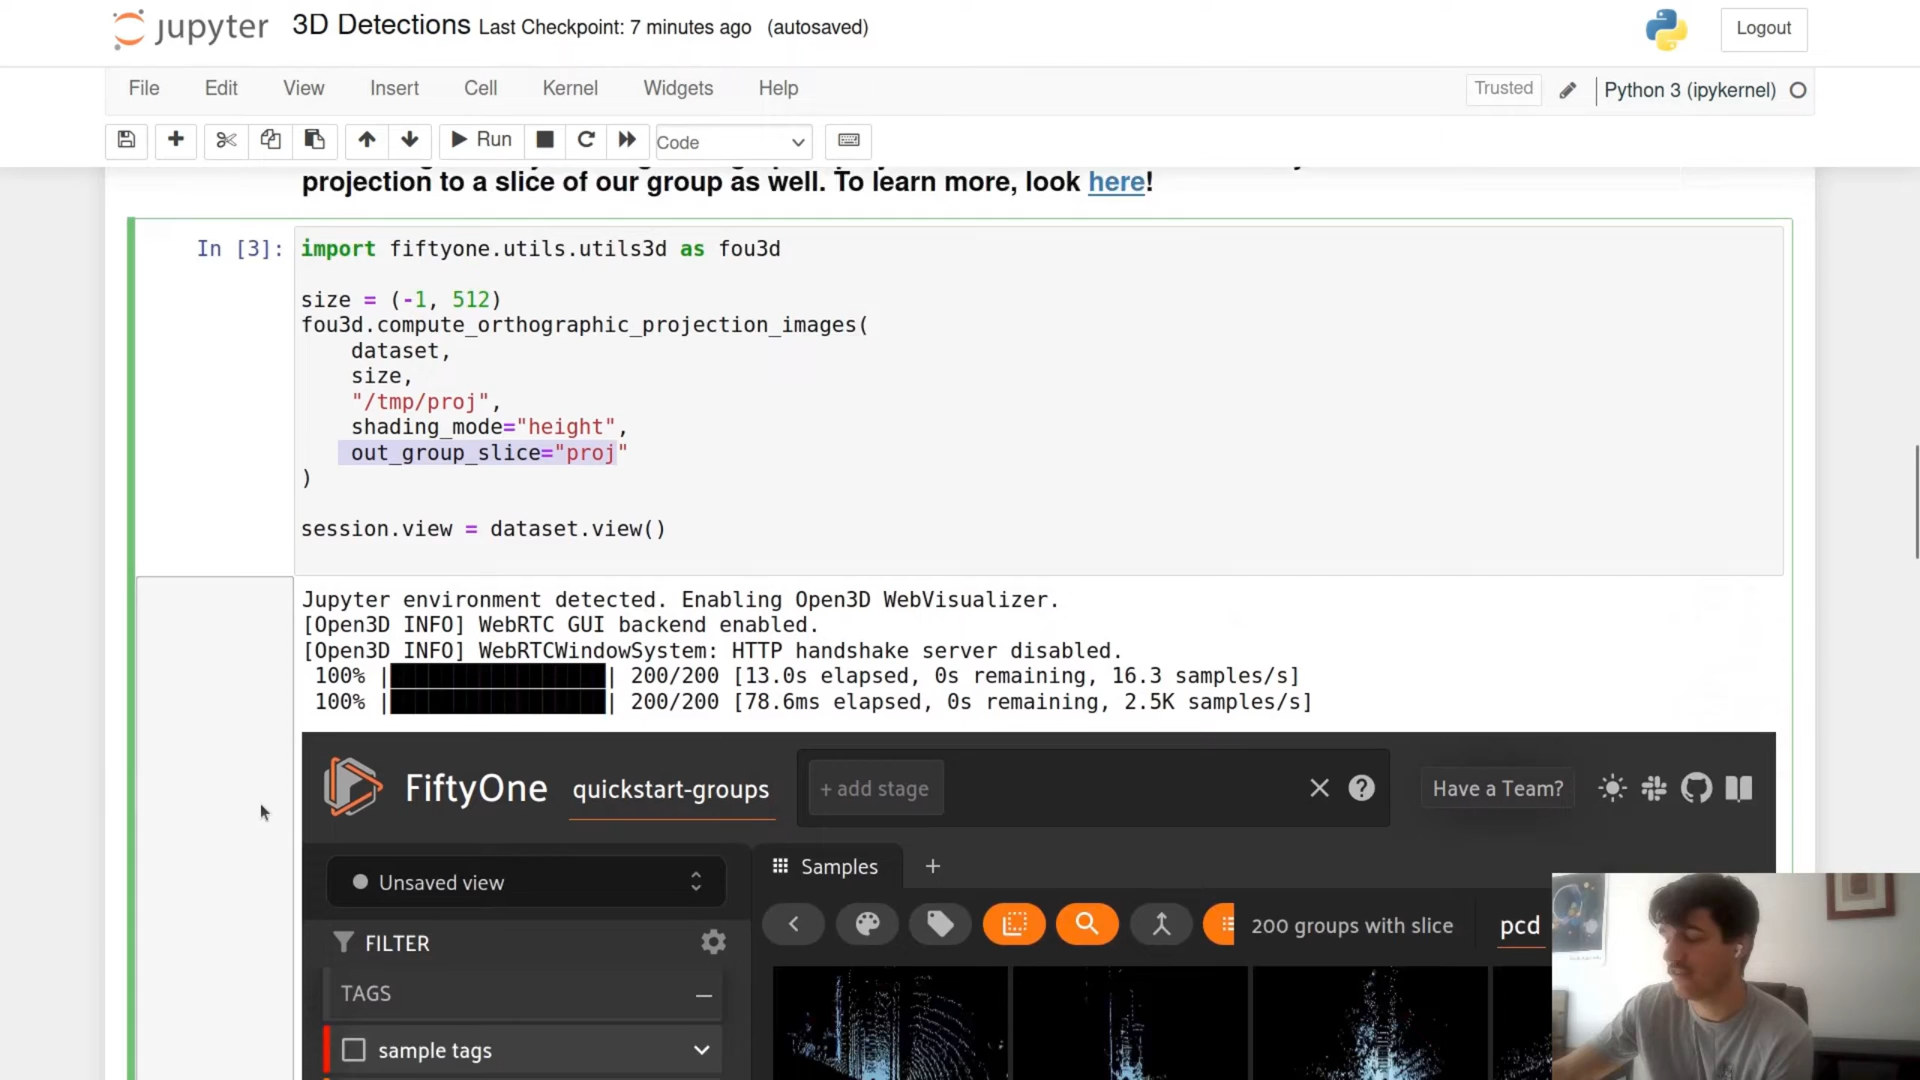 jupyter 3D Detections Last Checkpoint: 7 minutes ago (autosaved) Logout
File Edit View Insert Cell Kernel Widgets Help Trusted Python 3 (ipykernel)
Run Code
projection to a slice of our group as well. To learn more, look here!
In [3]: import fiftyone.utils.utils3d as fou3d
size = (-1, 512)
fou3d.compute_orthographic_projection_images(
dataset,
size,
"/tmp/proj",
shading_mode="height",
out_group_slice="proj"
)
session.view = dataset.view()
Jupyter environment detected. Enabling Open3D WebVisualizer.
[Open3D INFO] WebRTC GUI backend enabled.
[Open3D INFO] WebRTCWindowSystem: HTTP handshake server disabled.
100% |███████████████| 200/200 [13.0s elapsed, 0s remaining, 16.3 samples/s]
100% |███████████████| 200/200 [78.6ms elapsed, 0s remaining, 2.5K samples/s]
FiftyOne quickstart-groups + add stage Have a Team?
Unsaved view Samples +
200 groups with slice pcd
FILTER
TAGS
sample tags